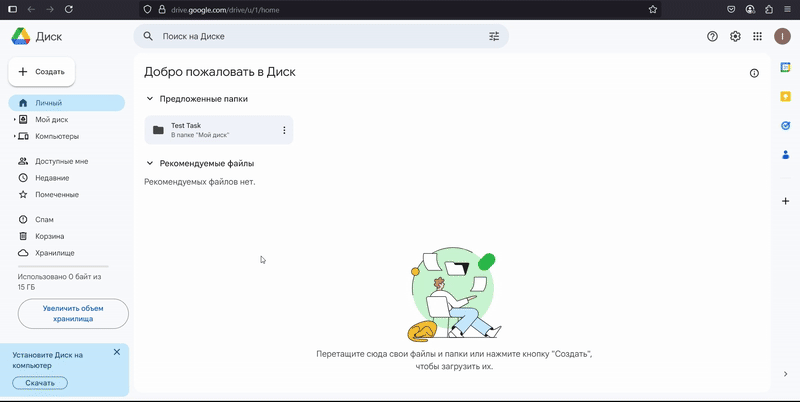 drive.google.com/drive/u/1/home
Диск
Поиск на Диске
I
Создать
Личный
Мой диск
Компьютеры
Доступные мне
Недавние
Помеченные
Спам
Корзина
Хранилище
Использовано 0 байт из
15 ГБ
Увеличить объем
хранилища
Установите Диск на
компьютер
Скачать
Добро пожаловать в Диск
Предложенные папки
Test Task
В папке "Мой диск"
Рекомендуемые файлы
Рекомендуемых файлов нет.
Перетащите сюда свои файлы и папки или нажмите кнопку "Создать",
чтобы загрузить их.